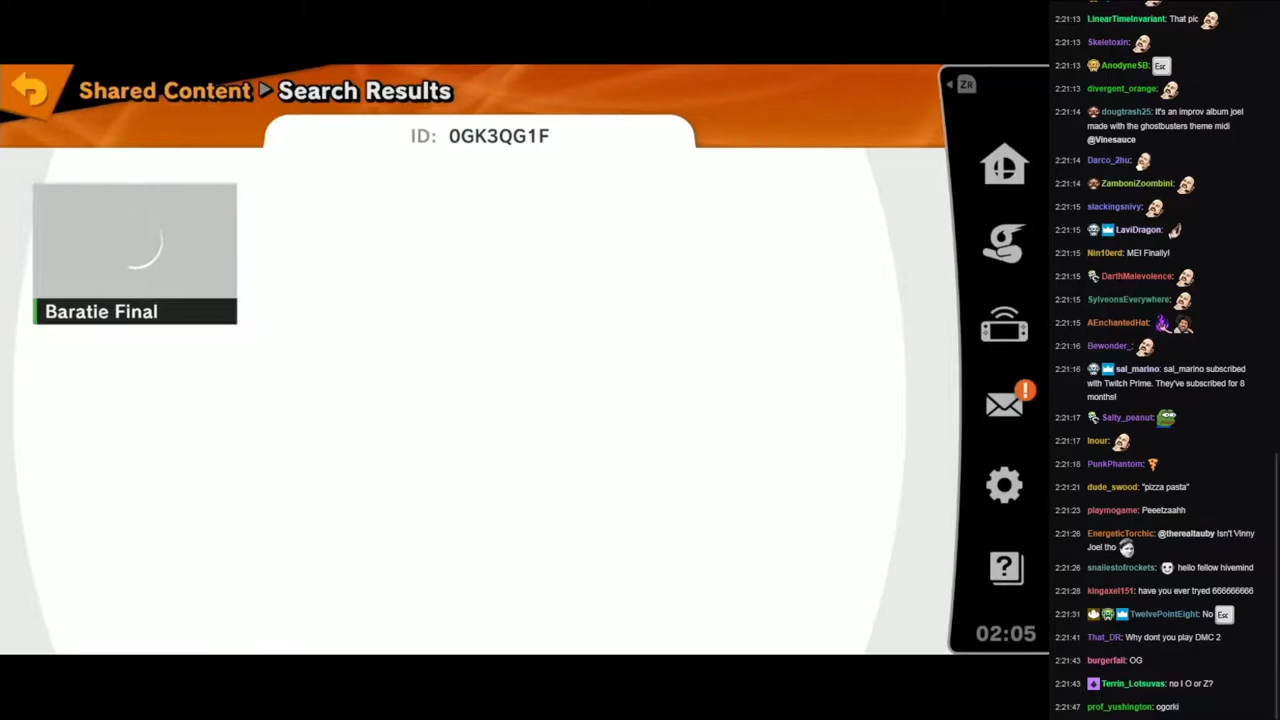 Shared Content ▶ Search Results
ZR
ID: 0GK3QG1F
Baratie Final
02:05
2:21:13 LinearTimeInvariant: That pic
2:21:13 Skeletoxin:
2:21:13 AnodyneSB: Esc
2:21:13 divergent_orange:
2:21:14 dougtrash25: It's an improv album joel
made with the ghostbusters theme midi
@Vinesauce
2:21:14 Darco_2hu:
2:21:14 ZamboniZoombini:
2:21:15 slackingsnivy:
2:21:15 LaviDragon:
2:21:15 Nin10erd: ME! Finally!
2:21:15 DarthMalevolence:
2:21:15 SylveonsEverywhere:
2:21:15 AEnchantedHat:
2:21:16 Bewonder_:
2:21:16 sal_marino: sal_marino subscribed
with Twitch Prime. They've subscribed for 8
months!
2:21:17 Salty_peanut:
2:21:17 Inour:
2:21:18 PunkPhantom:
2:21:21 dude_swood: "pizza pasta"
2:21:23 playmogame: Peeetzaahh
2:21:26 EnergeticTorchic: @therealtauby Isn't Vinny
Joel tho
2:21:26 snailestofrockets: hello fellow hivemind
2:21:28 kingaxel151: have you ever tryed 666666666
2:21:31 TwelvePointEight: No Esc
2:21:41 That_DR: Why dont you play DMC 2
2:21:43 burgerfail: OG
2:21:43 Terrin_Lotsuvas: no I O or Z?
2:21:47 prof_yushington: ogorki